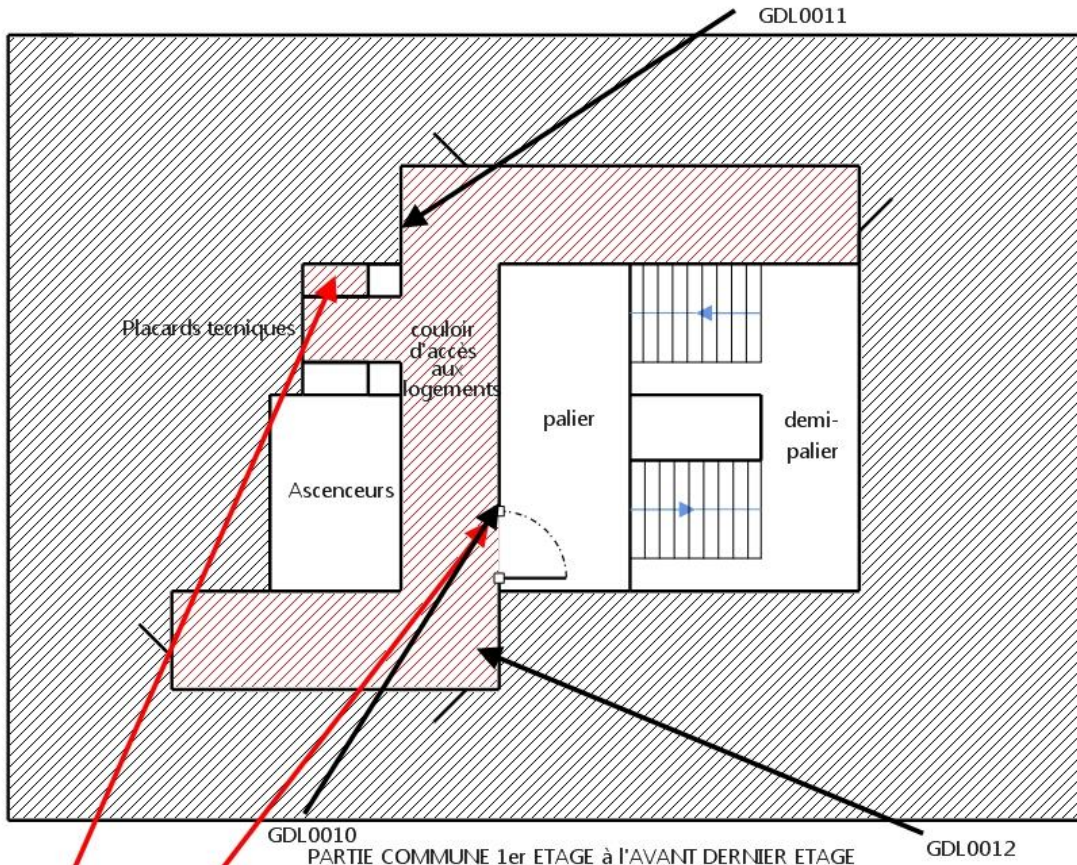 GDL0011
Placards tecniques
couloir
d'accès
aux
logements
palier
demi-
palier
Ascenceurs
GDL0010
GDL0012
PARTIE COMMUNE 1er ETAGE à l'AVANT DERNIER ETAGE